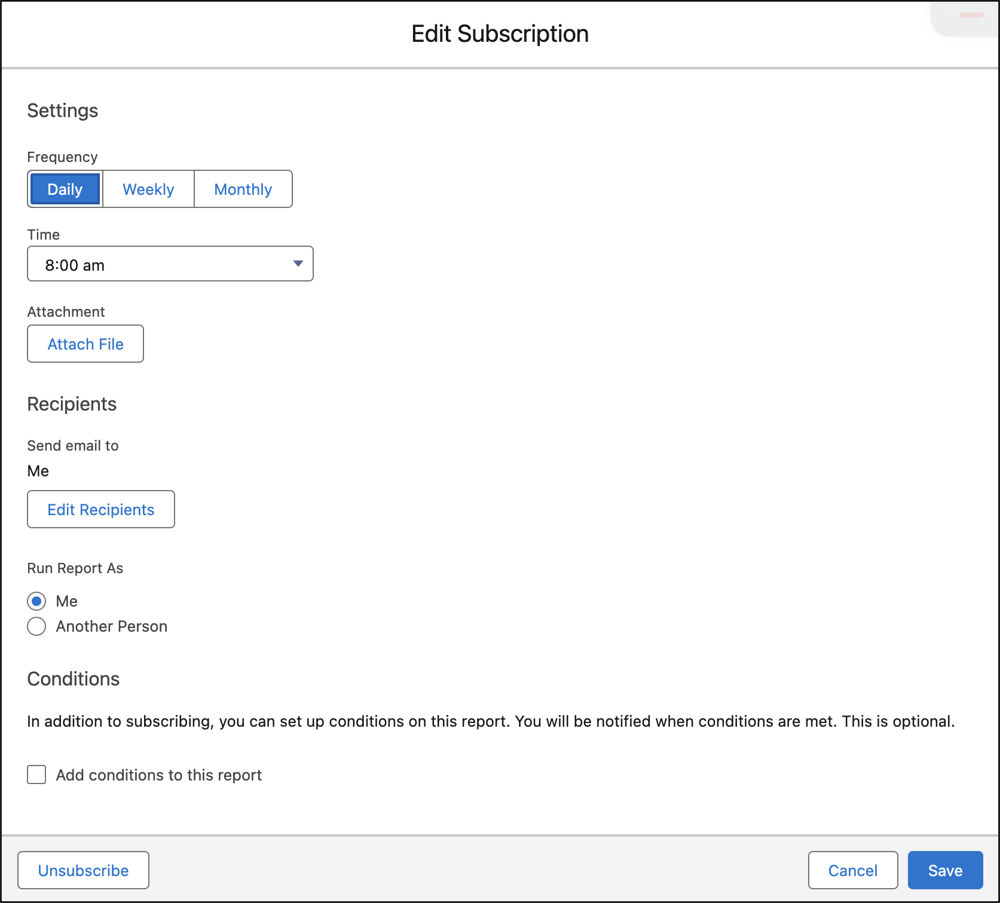 Edit Subscription
Settings
Frequency
Daily Weekly Monthly
Time
8:00 am
Attachment
Attach File
Recipients
Send email to
Me
Edit Recipients
Run Report As
Me
Another Person
Conditions
In addition to subscribing, you can set up conditions on this report. You will be notified when conditions are met. This is optional.
Add conditions to this report
Unsubscribe Cancel Save